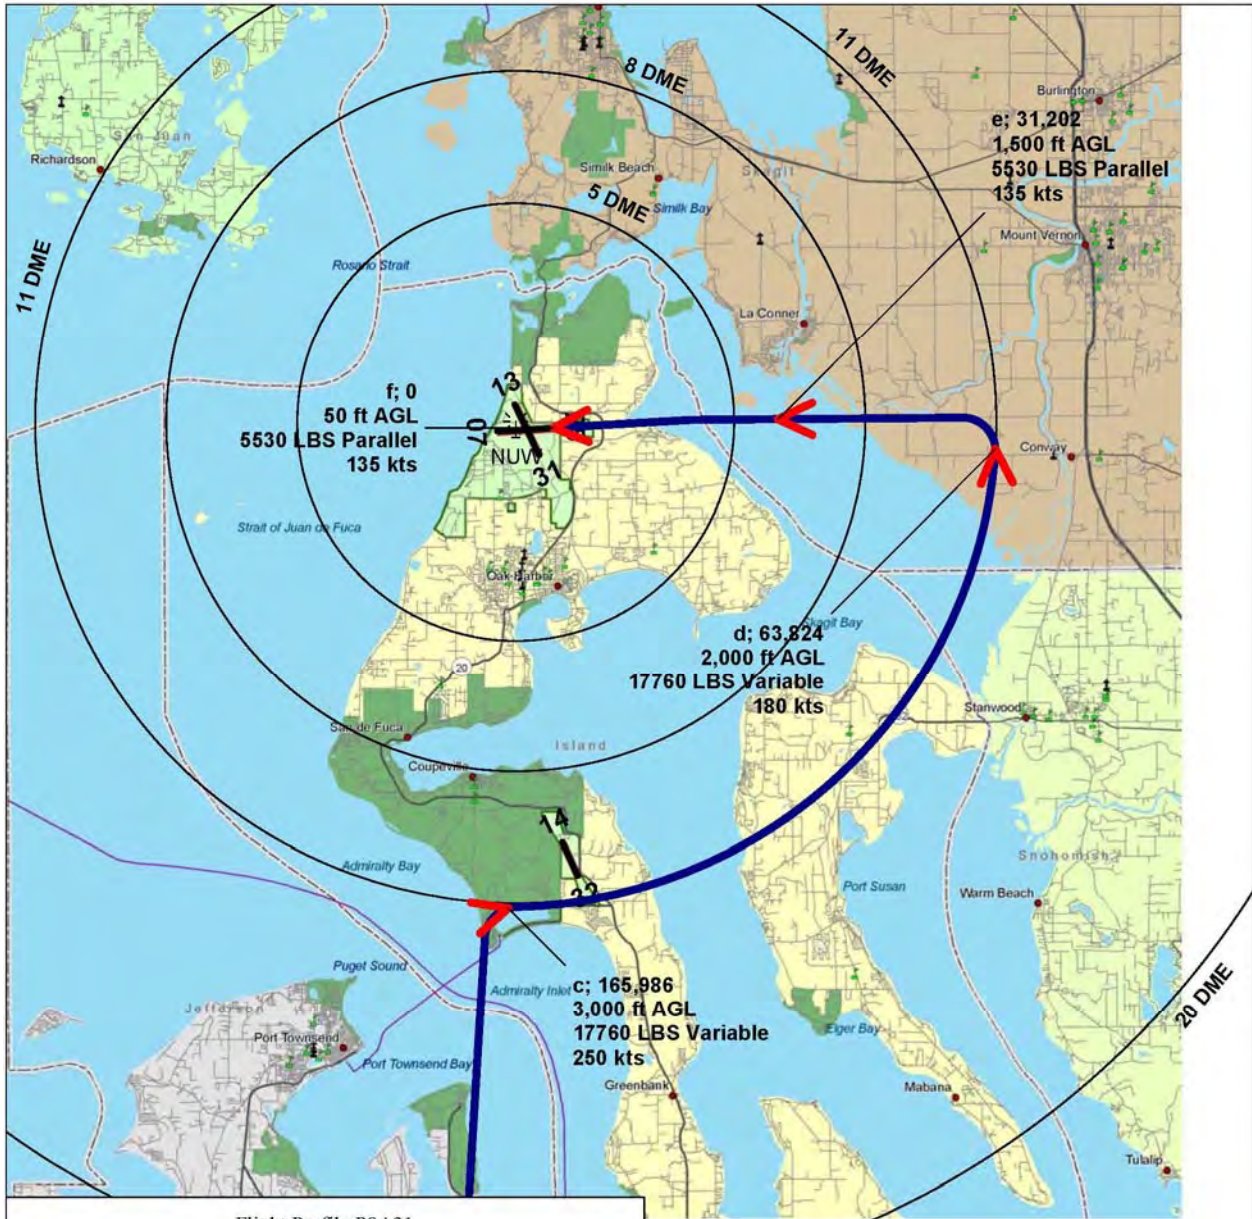 8 DME
11 DME
Burlington
e; 31,202
1,500 ft AGL
5530 LBS Parallel
135 kts
San Juan
Richardson
Similk Beach
Skagit
5 DME
Similk Bay
Mount Vernon
11 DME
Rosario Strait
La Conner
13
f; 0
50 ft AGL
5530 LBS Parallel
135 kts
07
NUW
31
Conway
Strait of Juan de Fuca
Oak Harbor
Skagit Bay
d; 63,824
2,000 ft AGL
17760 LBS Variable
180 kts
20
Stanwood
San de Fuca
Island
Coupeville
14
Admiralty Bay
32
Snohomish
Port Susan
Warm Beach
Puget Sound
Admiralty Inlet
c; 165,986
3,000 ft AGL
17760 LBS Variable
250 kts
20 DME
Jefferson
Port Townsend
Port Townsend Bay
Elger Bay
Greenbank
Mabana
Tulalip